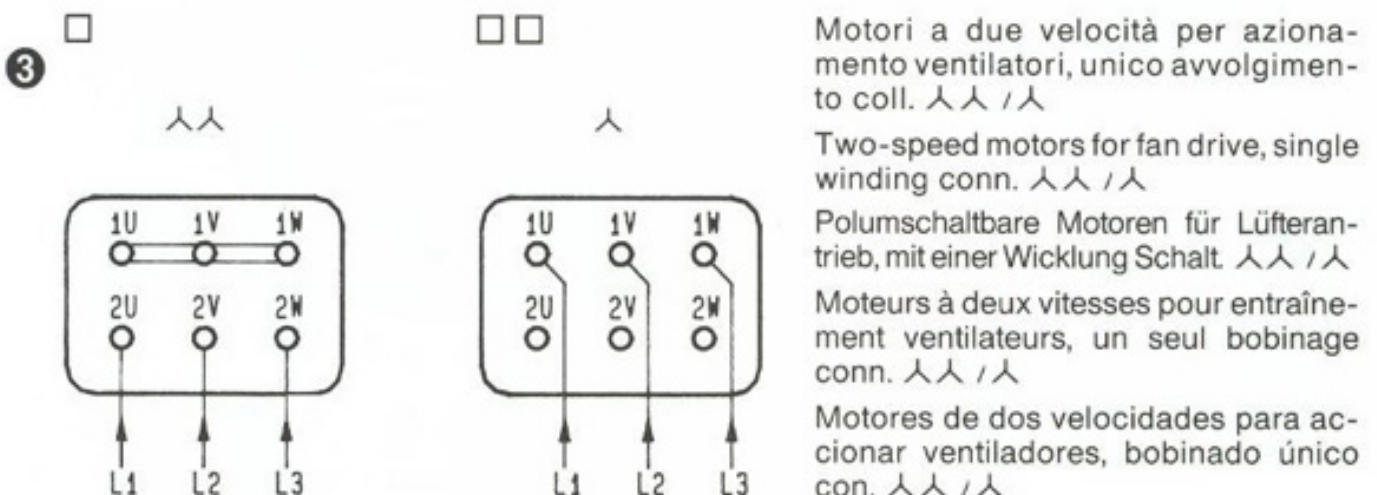 ❸
1U 1V 1W
2U 2V 2W
L1 L2 L3
1U 1V 1W
2U 2V 2W
L1 L2 L3
Motori a due velocità per aziona-
mento ventilatori, unico avvolgimen-
to coll. ⅄⅄/⅄
Two-speed motors for fan drive, single
winding conn. ⅄⅄/⅄
Polumschaltbare Motoren für Lüfteran-
trieb, mit einer Wicklung Schalt. ⅄⅄/⅄
Moteurs à deux vitesses pour entraîne-
ment ventilateurs, un seul bobinage
conn. ⅄⅄/⅄
Motores de dos velocidades para ac-
cionar ventiladores, bobinado único
con. ⅄⅄/⅄